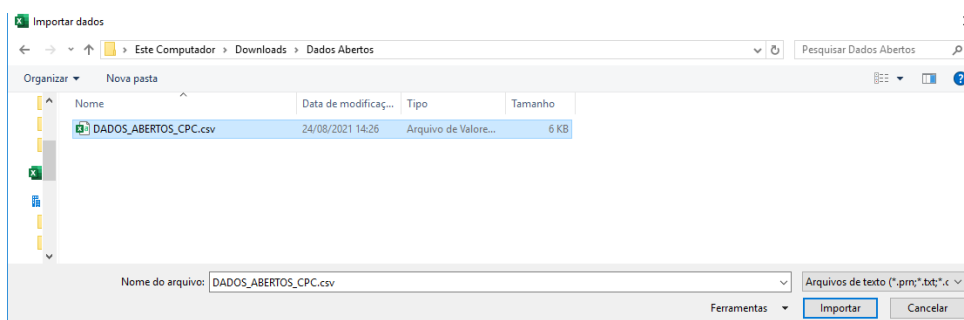 Importar dados
Este Computador > Downloads > Dados Abertos
Pesquisar Dados Abertos
Organizar
Nova pasta
Nome
Data de modificaç...
Tipo
Tamanho
DADOS_ABERTOS_CPC.csv
24/08/2021 14:26
Arquivo de Valore...
6 KB
Nome do arquivo:
DADOS_ABERTOS_CPC.csv
Arquivos de texto (*.prn;*.txt;*.c
Ferramentas
Importar
Cancelar